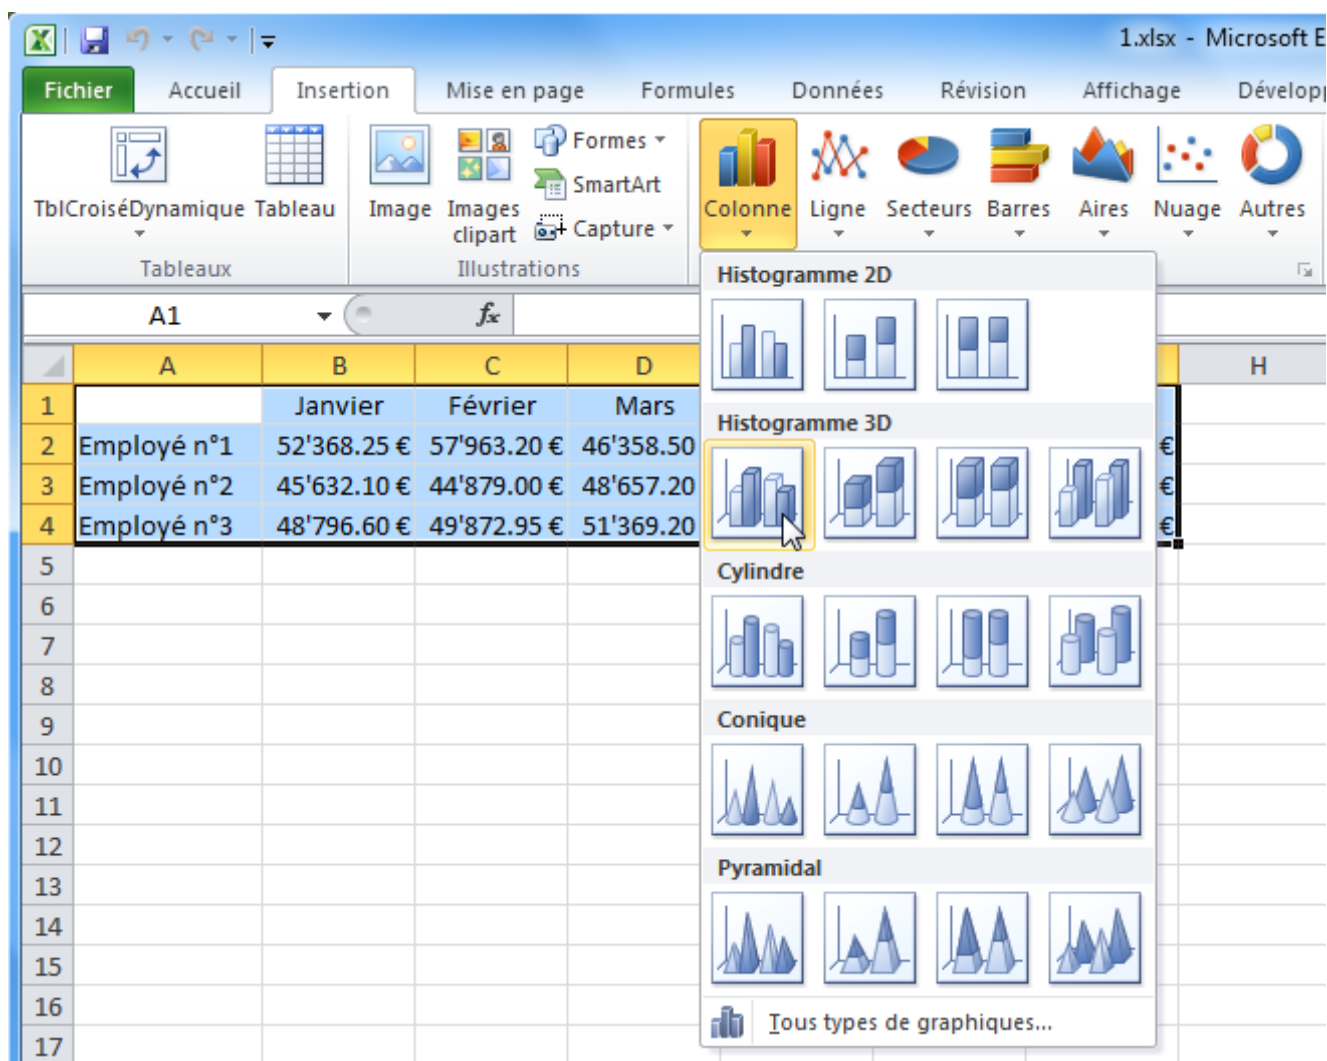 1.xlsx - Microsoft E
Fichier Accueil Insertion Mise en page Formules Données Révision Affichage Dévelop
TblCroiséDynamique Tableau Image Images clipart Formes SmartArt Capture Colonne Ligne Secteurs Barres Aires Nuage Autres
Tableaux Illustrations
A1 fx
Histogramme 2D
A B C D H
1 Janvier Février Mars
2 Employé n°1 52'368.25 € 57'963.20 € 46'358.50 €
3 Employé n°2 45'632.10 € 44'879.00 € 48'657.20 €
4 Employé n°3 48'796.60 € 49'872.95 € 51'369.20 €
5
6
7
8
9
10
11
12
13
14
15
16
17
Histogramme 3D
Cylindre
Conique
Pyramidal
Tous types de graphiques...